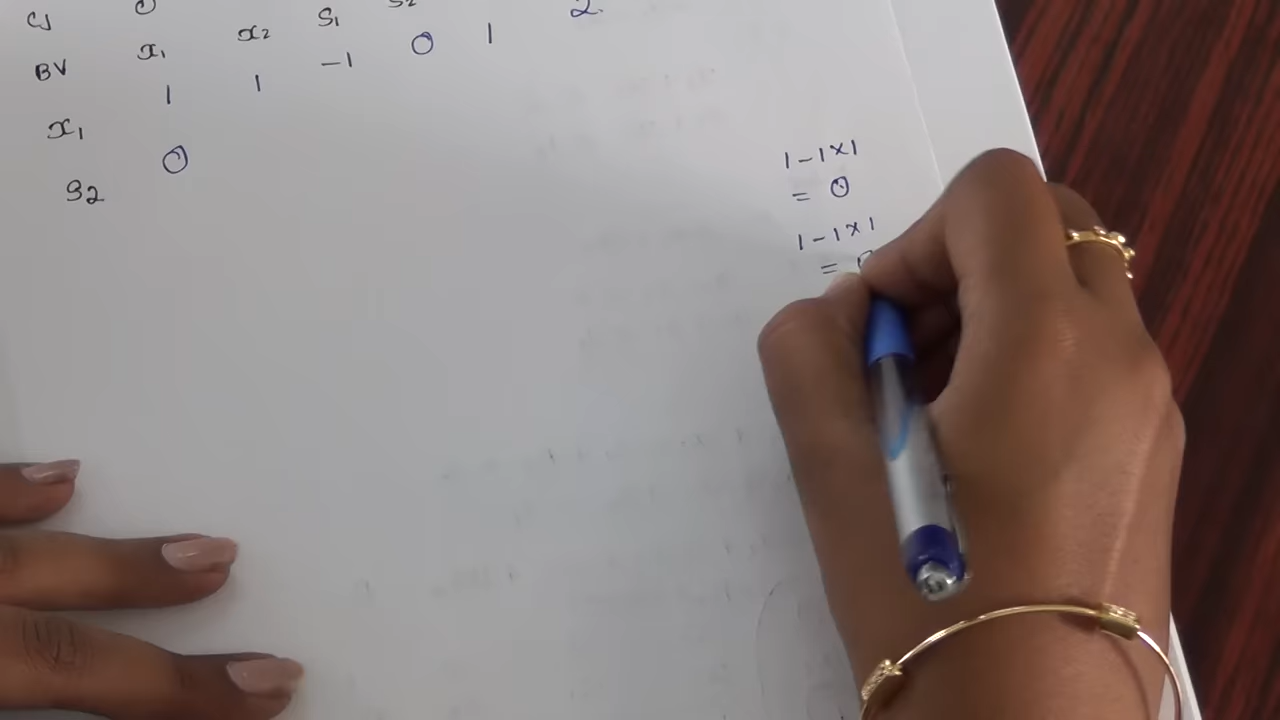 CJ 0
BV x₁ x₂ S₁ S₂
x₁ 1 1 -1 0 1 2
S₂ 0
1-1×1
= 0
1-1×1
= 0